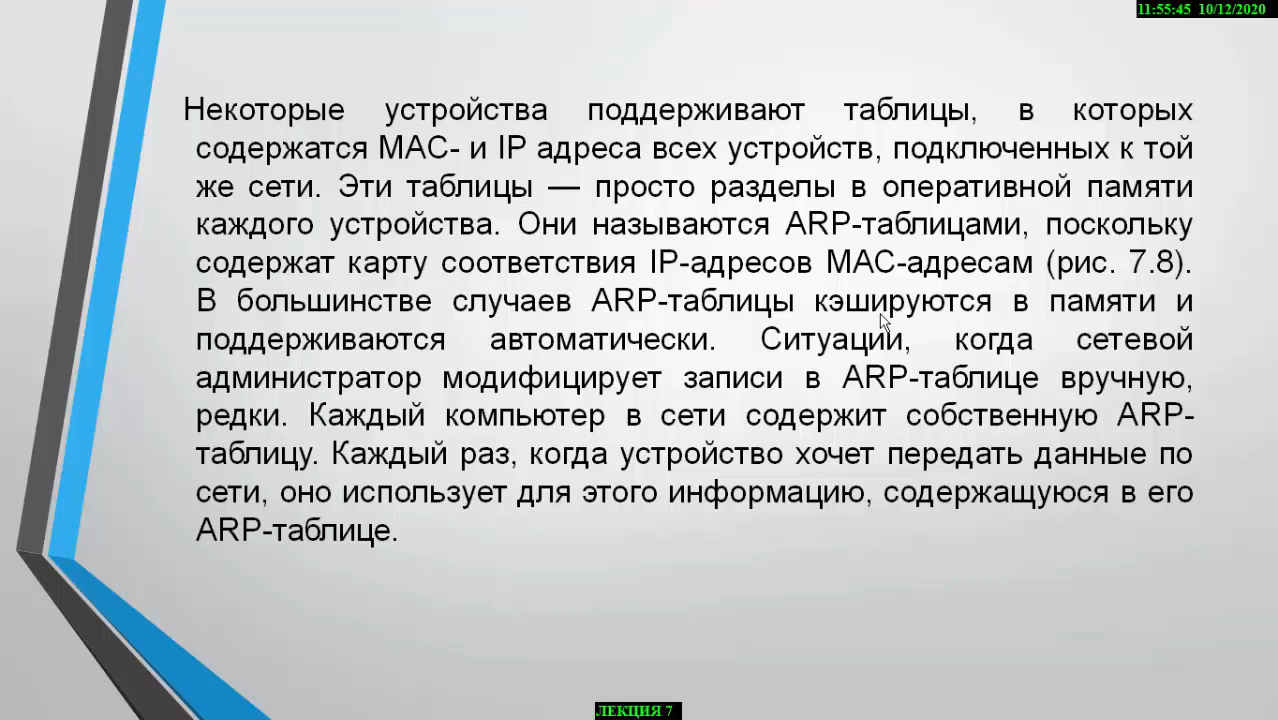 11:55:45 10/12/2020
Некоторые устройства поддерживают таблицы, в которых
содержатся MAC- и IP адреса всех устройств, подключенных к той
же сети. Эти таблицы — просто разделы в оперативной памяти
каждого устройства. Они называются ARP-таблицами, поскольку
содержат карту соответствия IP-адресов MAC-адресам (рис. 7.8).
В большинстве случаев ARP-таблицы кэшируются в памяти и
поддерживаются автоматически. Ситуации, когда сетевой
администратор модифицирует записи в ARP-таблице вручную,
редки. Каждый компьютер в сети содержит собственную ARP-
таблицу. Каждый раз, когда устройство хочет передать данные по
сети, оно использует для этого информацию, содержащуюся в его
ARP-таблице.
ЛЕКЦИЯ 7